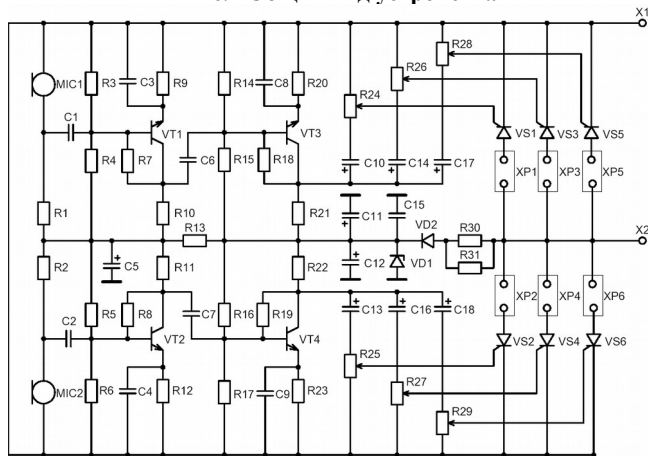 X1
R28
R26
MIC1
R3
C3
R9
R14
C8
R20
R24
C1
VT1
VT3
VS1
VS3
VS5
R4
R7
C6
R15
R18
C10
C14
C17
XP1
XP3
XP5
R1
R10
R13
R21
C11
C15
VD2
R30
X2
R2
C5
R11
R22
C12
VD1
R31
C2
R5
R8
C7
R16
R19
C13
C16
C18
XP2
XP4
XP6
VT2
VT4
VS2
VS4
VS6
R25
MIC2
R6
C4
R12
R17
C9
R23
R27
R29